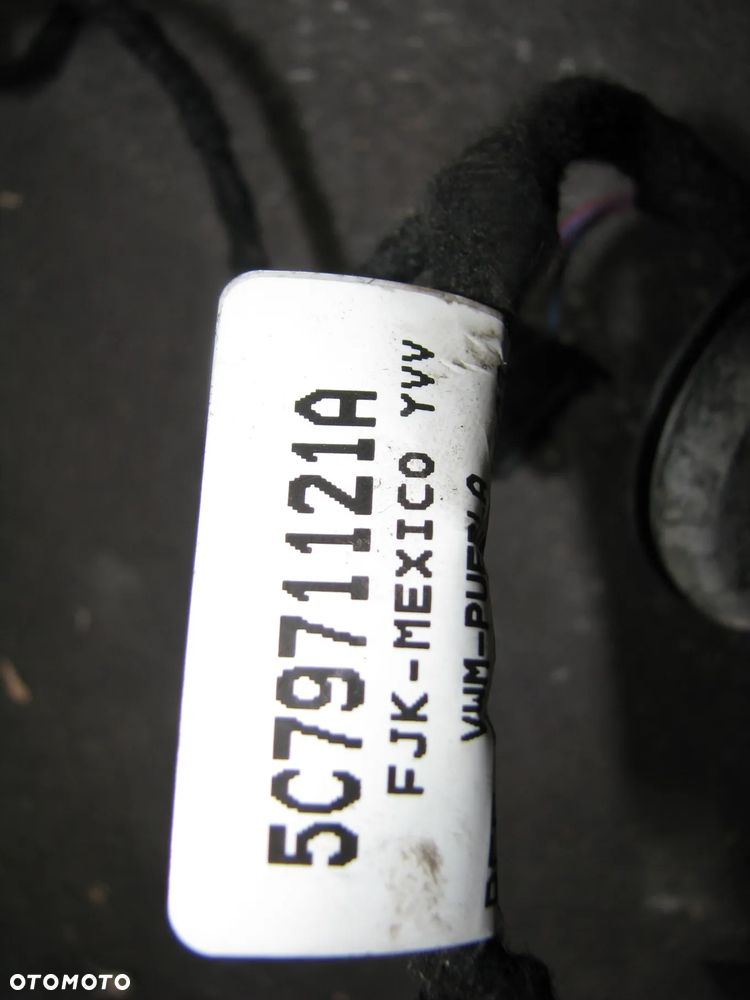 5C7971121A
FJK-MEXICO YVV
VWM-PUEBLA
OTOMOTO